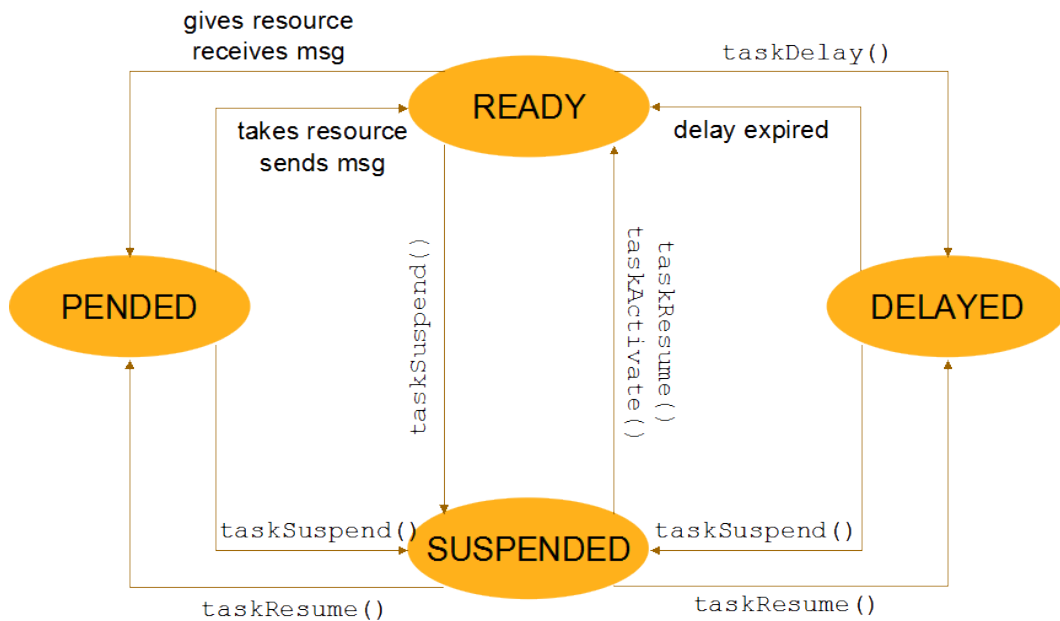 gives resource
receives msg
taskDelay()
READY
takes resource
sends msg
delay expired
taskSuspend()
taskResume()
taskActivate()
PENDED
DELAYED
taskSuspend()
SUSPENDED
taskSuspend()
taskResume()
taskResume()